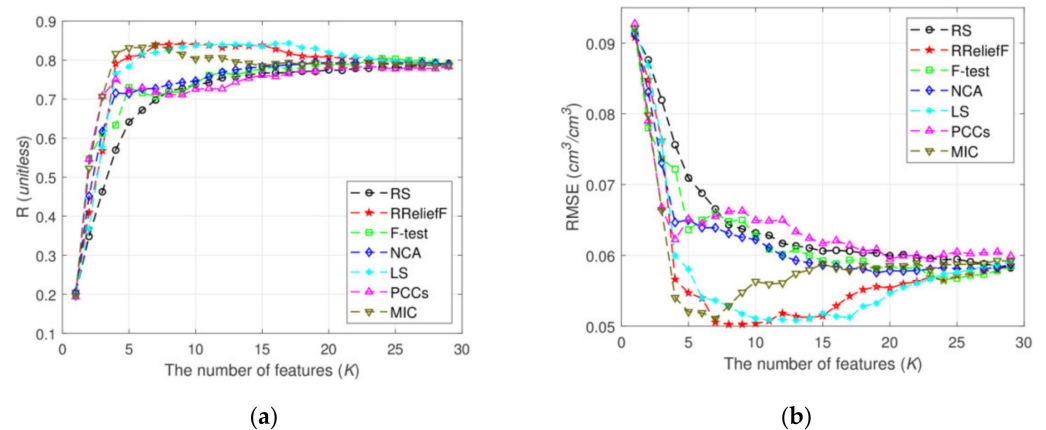 0.9
0.8
0.7
0.6
0.5
0.4
0.3
0.2
0.1
R (unitless)
0 5 10 15 20 25 30
The number of features (K)
RS
RReliefF
F-test
NCA
LS
PCCs
MIC
(a)
0.09
0.08
0.07
0.06
0.05
RMSE (cm³/cm³)
0 5 10 15 20 25 30
The number of features (K)
RS
RReliefF
F-test
NCA
LS
PCCs
MIC
(b)